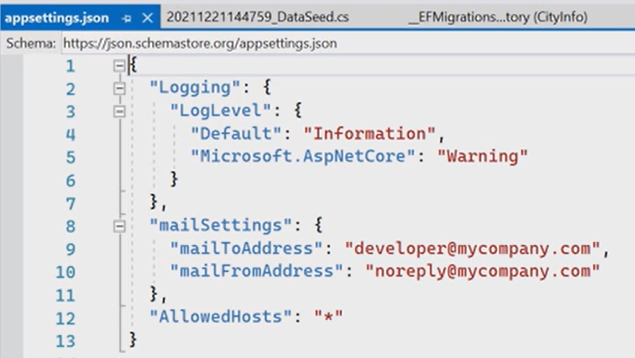 appsettings.json 20211221144759_DataSeed.cs __EFMigrations...tory (CityInfo)
Schema: https://json.schemastore.org/appsettings.json
1 {
2 "Logging": {
3 "LogLevel": {
4 "Default": "Information",
5 "Microsoft.AspNetCore": "Warning"
6 }
7 },
8 "mailSettings": {
9 "mailToAddress": "developer@mycompany.com",
10 "mailFromAddress": "noreply@mycompany.com"
11 },
12 "AllowedHosts": "*"
13 }